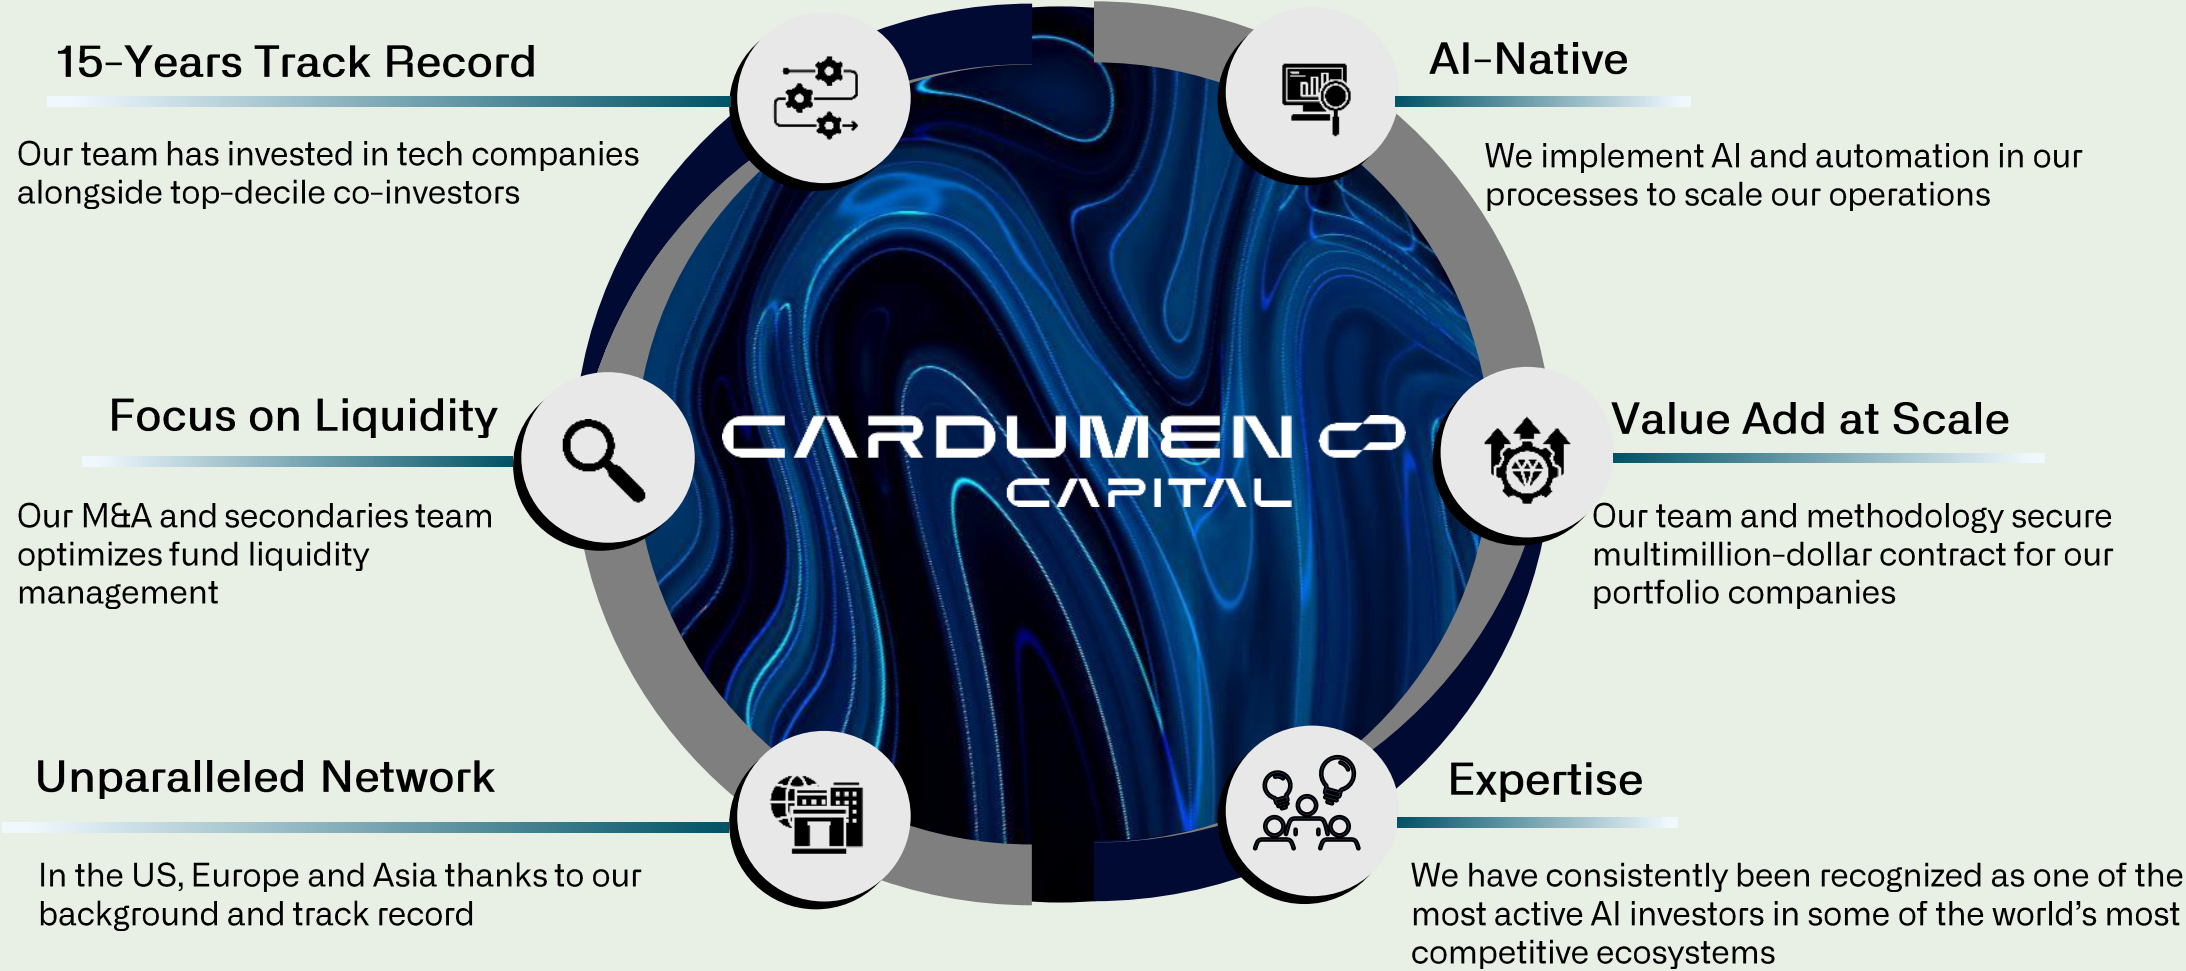 15-Years Track Record
Our team has invested in tech companies
alongside top-decile co-investors
Focus on Liquidity
Our M&A and secondaries team
optimizes fund liquidity
management
Unparalleled Network
In the US, Europe and Asia thanks to our
background and track record
CARDUMEN
CAPITAL
AI-Native
We implement AI and automation in our
processes to scale our operations
Value Add at Scale
Our team and methodology secure
multimillion-dollar contract for our
portfolio companies
Expertise
We have consistently been recognized as one of the
most active AI investors in some of the world's most
competitive ecosystems